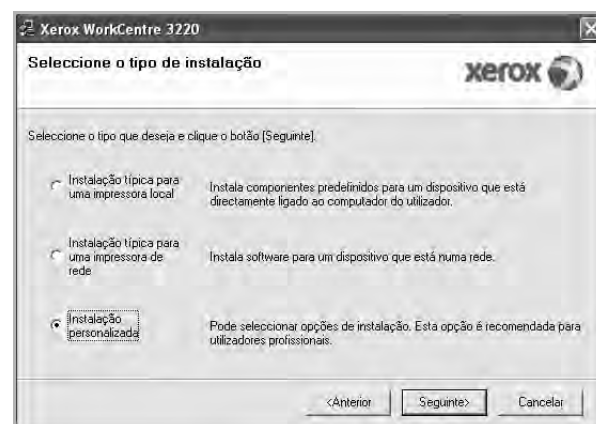 Xerox WorkCentre 3220
Seleccione o tipo de instalação
xerox
Seleccione o tipo que deseja e clique o botão [Seguinte].
Instalação típica para
uma impressora local
Instala componentes predefinidos para um dispositivo que está
directamente ligado ao computador do utilizador.
Instalação típica para
uma impressora de
rede
Instala software para um dispositivo que está numa rede.
Instalação
personalizada
Pode seleccionar opções de instalação. Esta opção é recomendada para
utilizadores profissionais.
<Anterior
Seguinte>
Cancelar